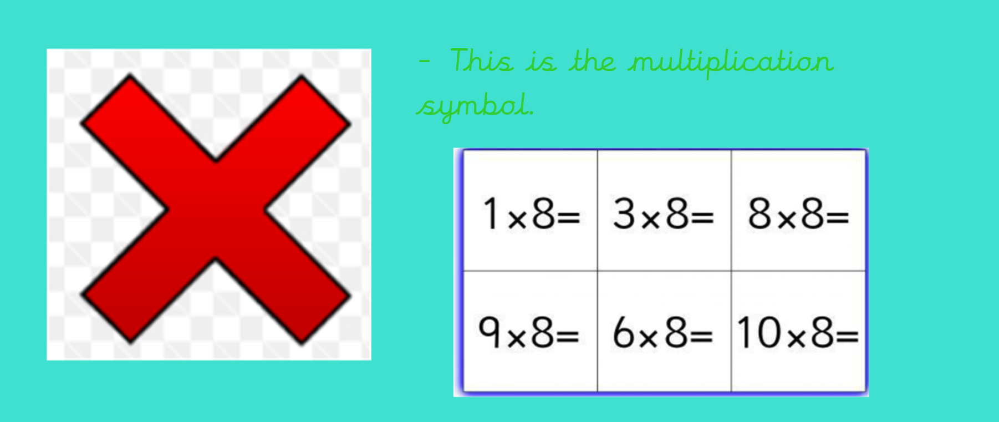 - This is the multiplication
symbol.
1×8= 3×8= 8×8=
9×8= 6×8= 10×8=